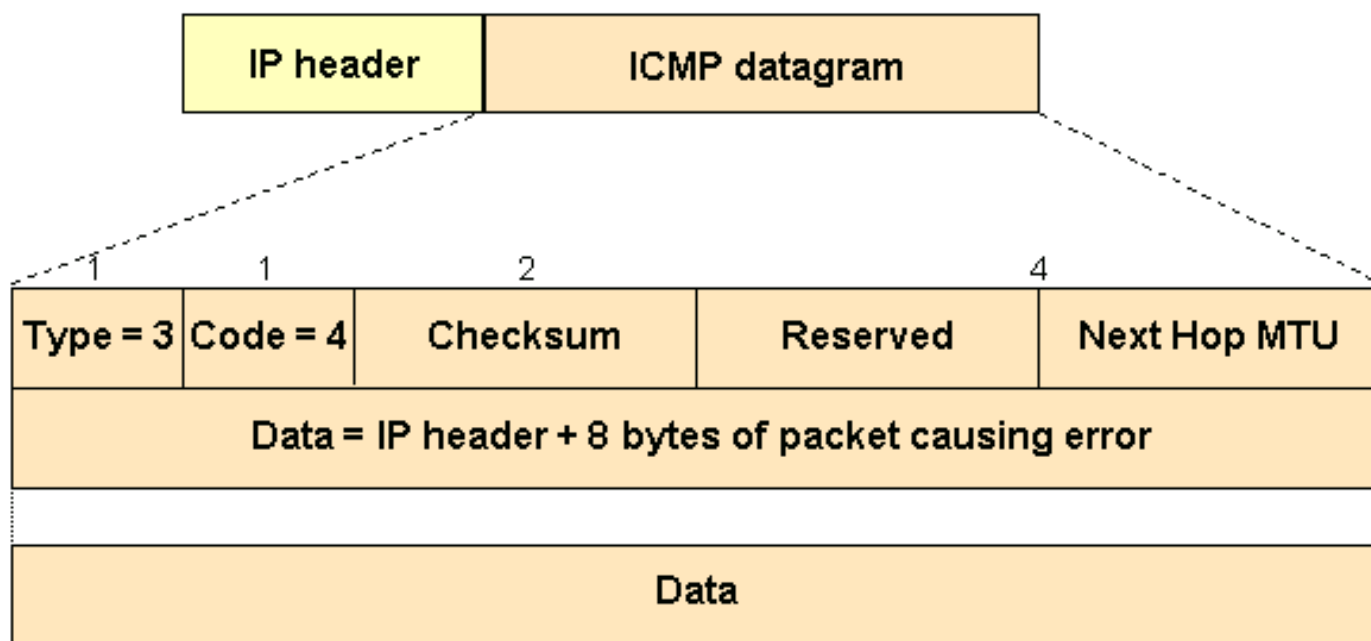 IP header ICMP datagram
1 1 2 4
Type = 3 Code = 4 Checksum Reserved Next Hop MTU
Data = IP header + 8 bytes of packet causing error
Data